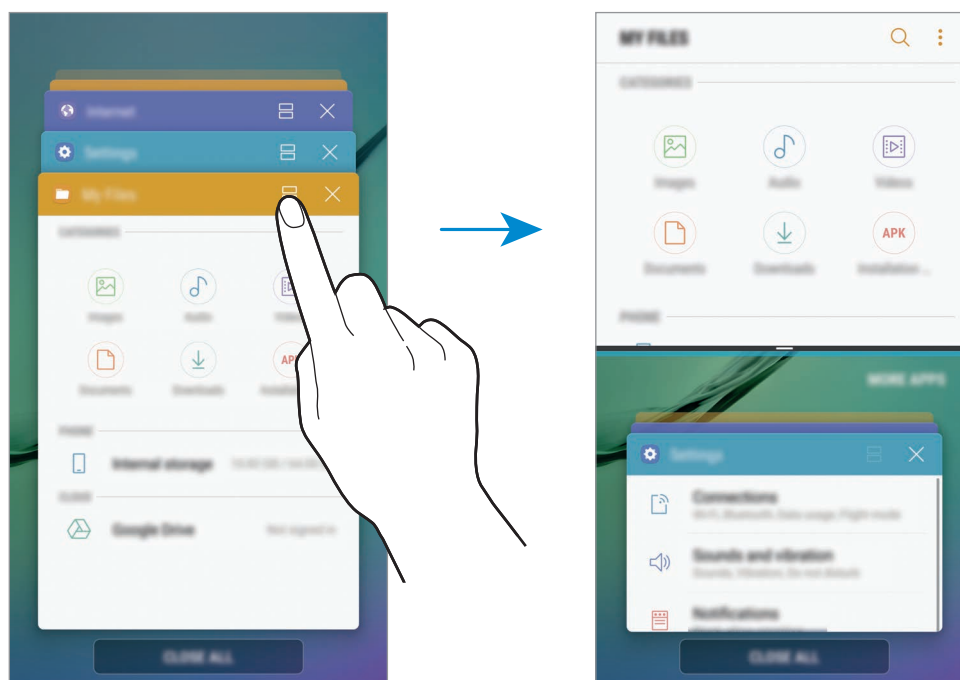 Internet
Settings
My Files
CATEGORIES
Images
Audio
Videos
Documents
Downloads
APK
PHONE
Internal storage
CLOUD
Google Drive
Not signed in
CLOSE ALL
MY FILES
CATEGORIES
Images
Audio
Videos
APK
Documents
Downloads
Installation ...
PHONE
MORE APPS
Settings
Connections
Wi-Fi, Bluetooth, Data usage, Flight mode
Sounds and vibration
Sounds, Vibration, Do not disturb
Notifications
CLOSE ALL